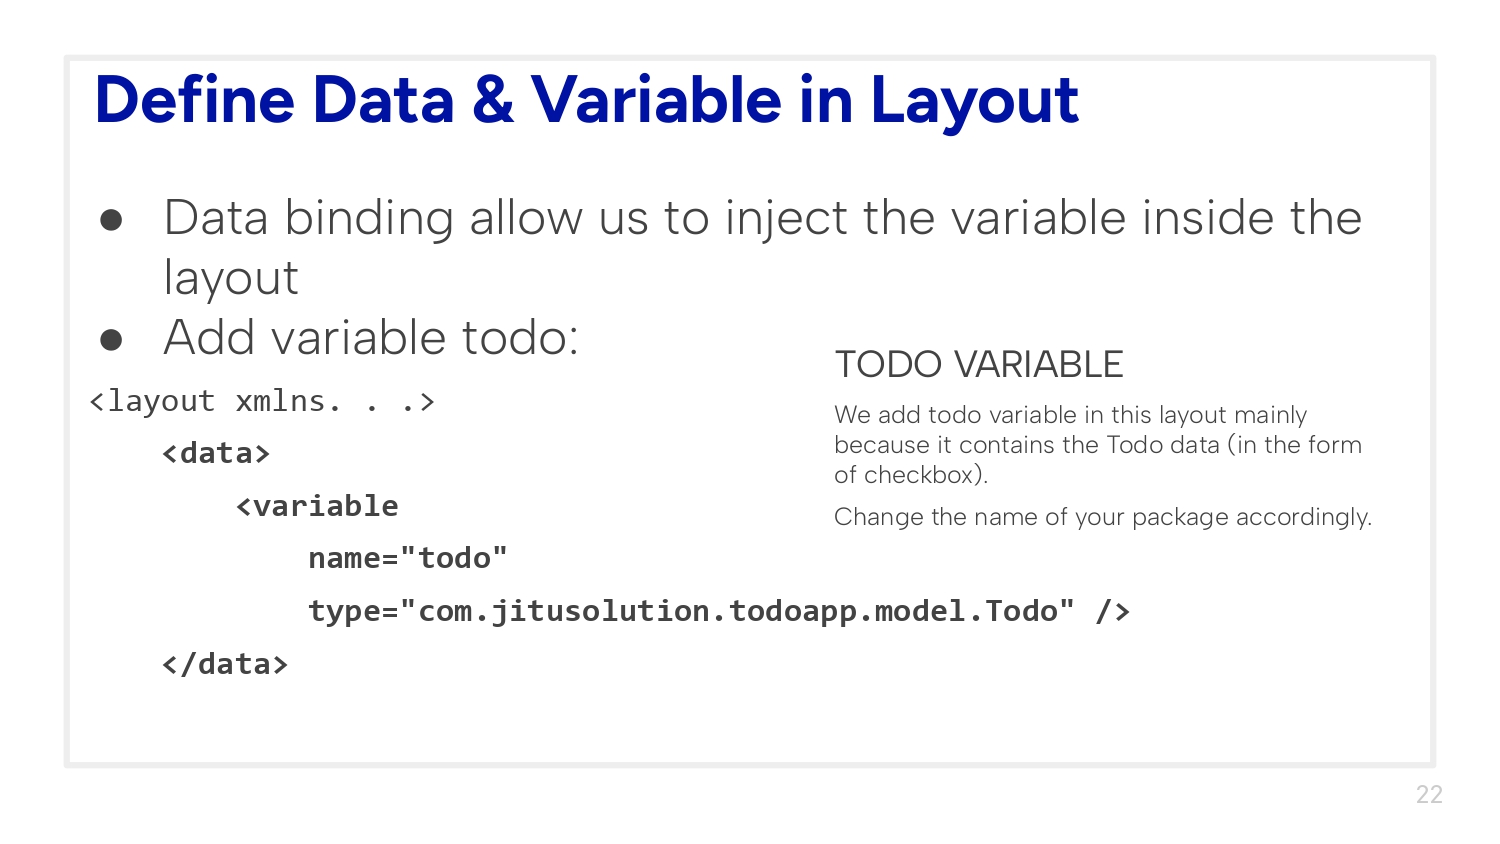 Define Data & Variable in Layout
● Data binding allow us to inject the variable inside the
layout
● Add variable todo:
<layout xmlns. . .>
    <data>
        <variable
            name="todo"
            type="com.jitusolution.todoapp.model.Todo" />
    </data>
TODO VARIABLE
We add todo variable in this layout mainly
because it contains the Todo data (in the form
of checkbox).
Change the name of your package accordingly.
22